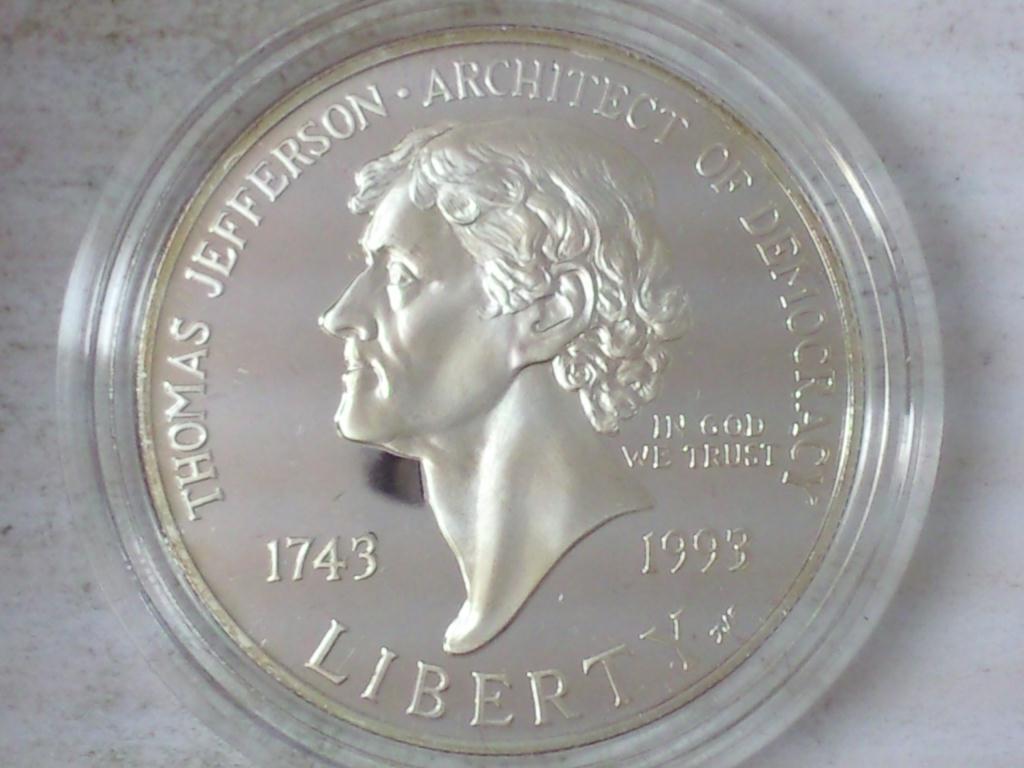 THOMAS JEFFERSON · ARCHITECT OF DEMOCRACY
IN GOD
WE TRUST
1743
1993
LIBERTY